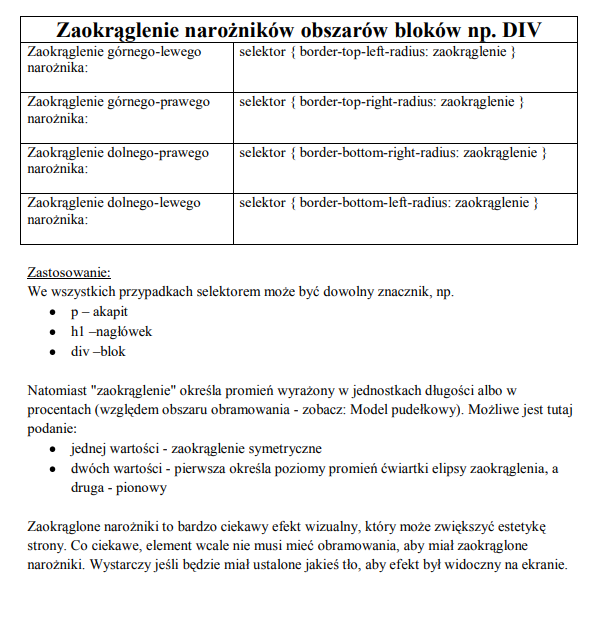 Zaokrąglenie narożników obszarów bloków np. DIV
Zaokrąglenie górnego-lewego
narożnika:
selektor { border-top-left-radius: zaokrąglenie }
Zaokrąglenie górnego-prawego
narożnika:
selektor { border-top-right-radius: zaokrąglenie }
Zaokrąglenie dolnego-prawego
narożnika:
selektor { border-bottom-right-radius: zaokrąglenie }
Zaokrąglenie dolnego-lewego
narożnika:
selektor { border-bottom-left-radius: zaokrąglenie }
Zastosowanie:
We wszystkich przypadkach selektorem może być dowolny znacznik, np.
• p – akapit
• h1 –nagłówek
• div –blok
Natomiast "zaokrąglenie" określa promień wyrażony w jednostkach długości albo w
procentach (względem obszaru obramowania - zobacz: Model pudełkowy). Możliwe jest tutaj
podanie:
• jednej wartości - zaokrąglenie symetryczne
• dwóch wartości - pierwsza określa poziomy promień ćwiartki elipsy zaokrąglenia, a
druga - pionowy
Zaokrąglone narożniki to bardzo ciekawy efekt wizualny, który może zwiększyć estetykę
strony. Co ciekawe, element wcale nie musi mieć obramowania, aby miał zaokrąglone
narożniki. Wystarczy jeśli będzie miał ustalone jakieś tło, aby efekt był widoczny na ekranie.